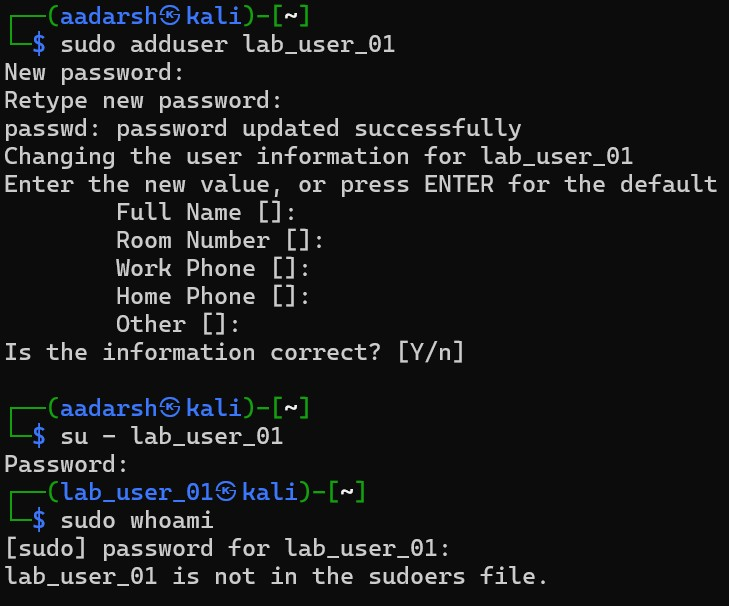 ┌──(aadarsh㉿kali)-[~]
└─$ sudo adduser lab_user_01
New password:
Retype new password:
passwd: password updated successfully
Changing the user information for lab_user_01
Enter the new value, or press ENTER for the default
        Full Name []:
        Room Number []:
        Work Phone []:
        Home Phone []:
        Other []:
Is the information correct? [Y/n]

┌──(aadarsh㉿kali)-[~]
└─$ su - lab_user_01
Password:
┌──(lab_user_01㉿kali)-[~]
└─$ sudo whoami
[sudo] password for lab_user_01:
lab_user_01 is not in the sudoers file.